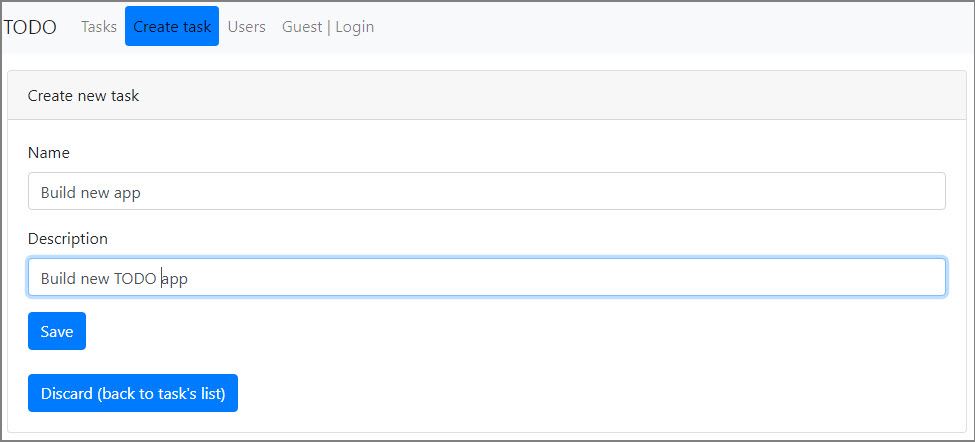 TODO Tasks Create task Users Guest | Login
Create new task
Name
Build new app
Description
Build new TODO app
Save
Discard (back to task's list)